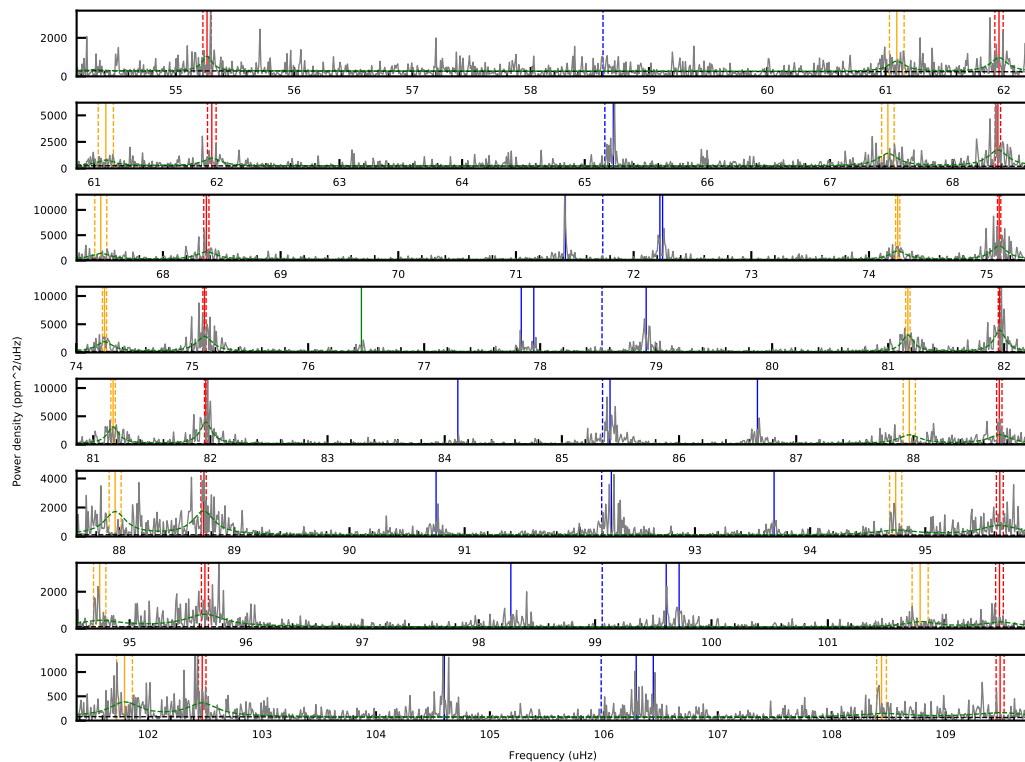 2000
0
55 56 57 58 59 60 61 62
5000
2500
0
61 62 63 64 65 66 67 68
10000
5000
0
68 69 70 71 72 73 74 75
10000
5000
0
74 75 76 77 78 79 80 81 82
10000
5000
0
81 82 83 84 85 86 87 88
4000
2000
0
88 89 90 91 92 93 94 95
2000
0
95 96 97 98 99 100 101 102
1000
500
0
102 103 104 105 106 107 108 109
Power density (ppm^2/uHz)
Frequency (uHz)